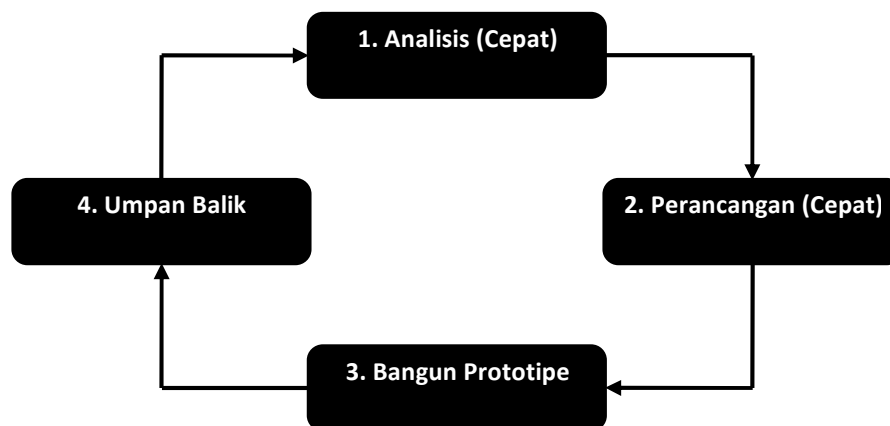 1. Analisis (Cepat)
2. Perancangan (Cepat)
3. Bangun Prototipe
4. Umpan Balik